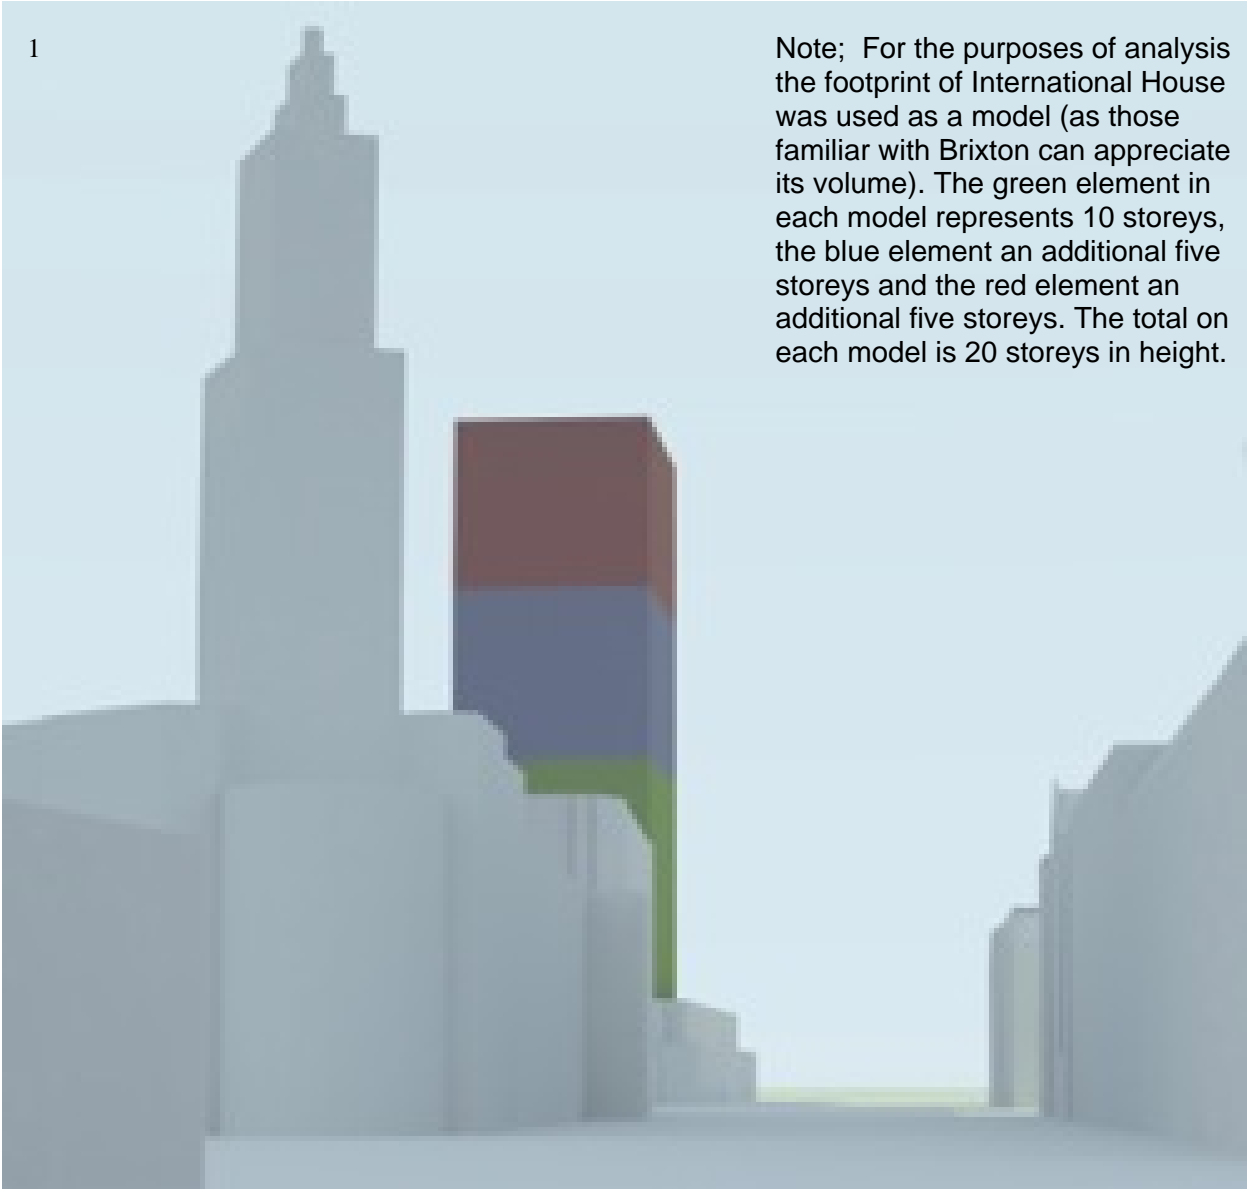 1
Note;  For the purposes of analysis
the footprint of International House
was used as a model (as those
familiar with Brixton can appreciate
its volume). The green element in
each model represents 10 storeys,
the blue element an additional five
storeys and the red element an
additional five storeys. The total on
each model is 20 storeys in height.